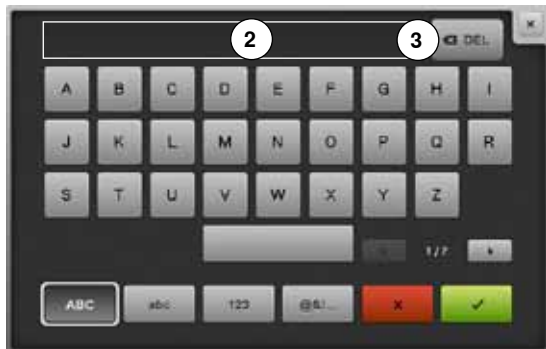 2 3 DEL ×
A B C D E F G H I
J K L M N O P Q R
S T U V W X Y Z
1/7
ABC abc 123 @&!... × ✓